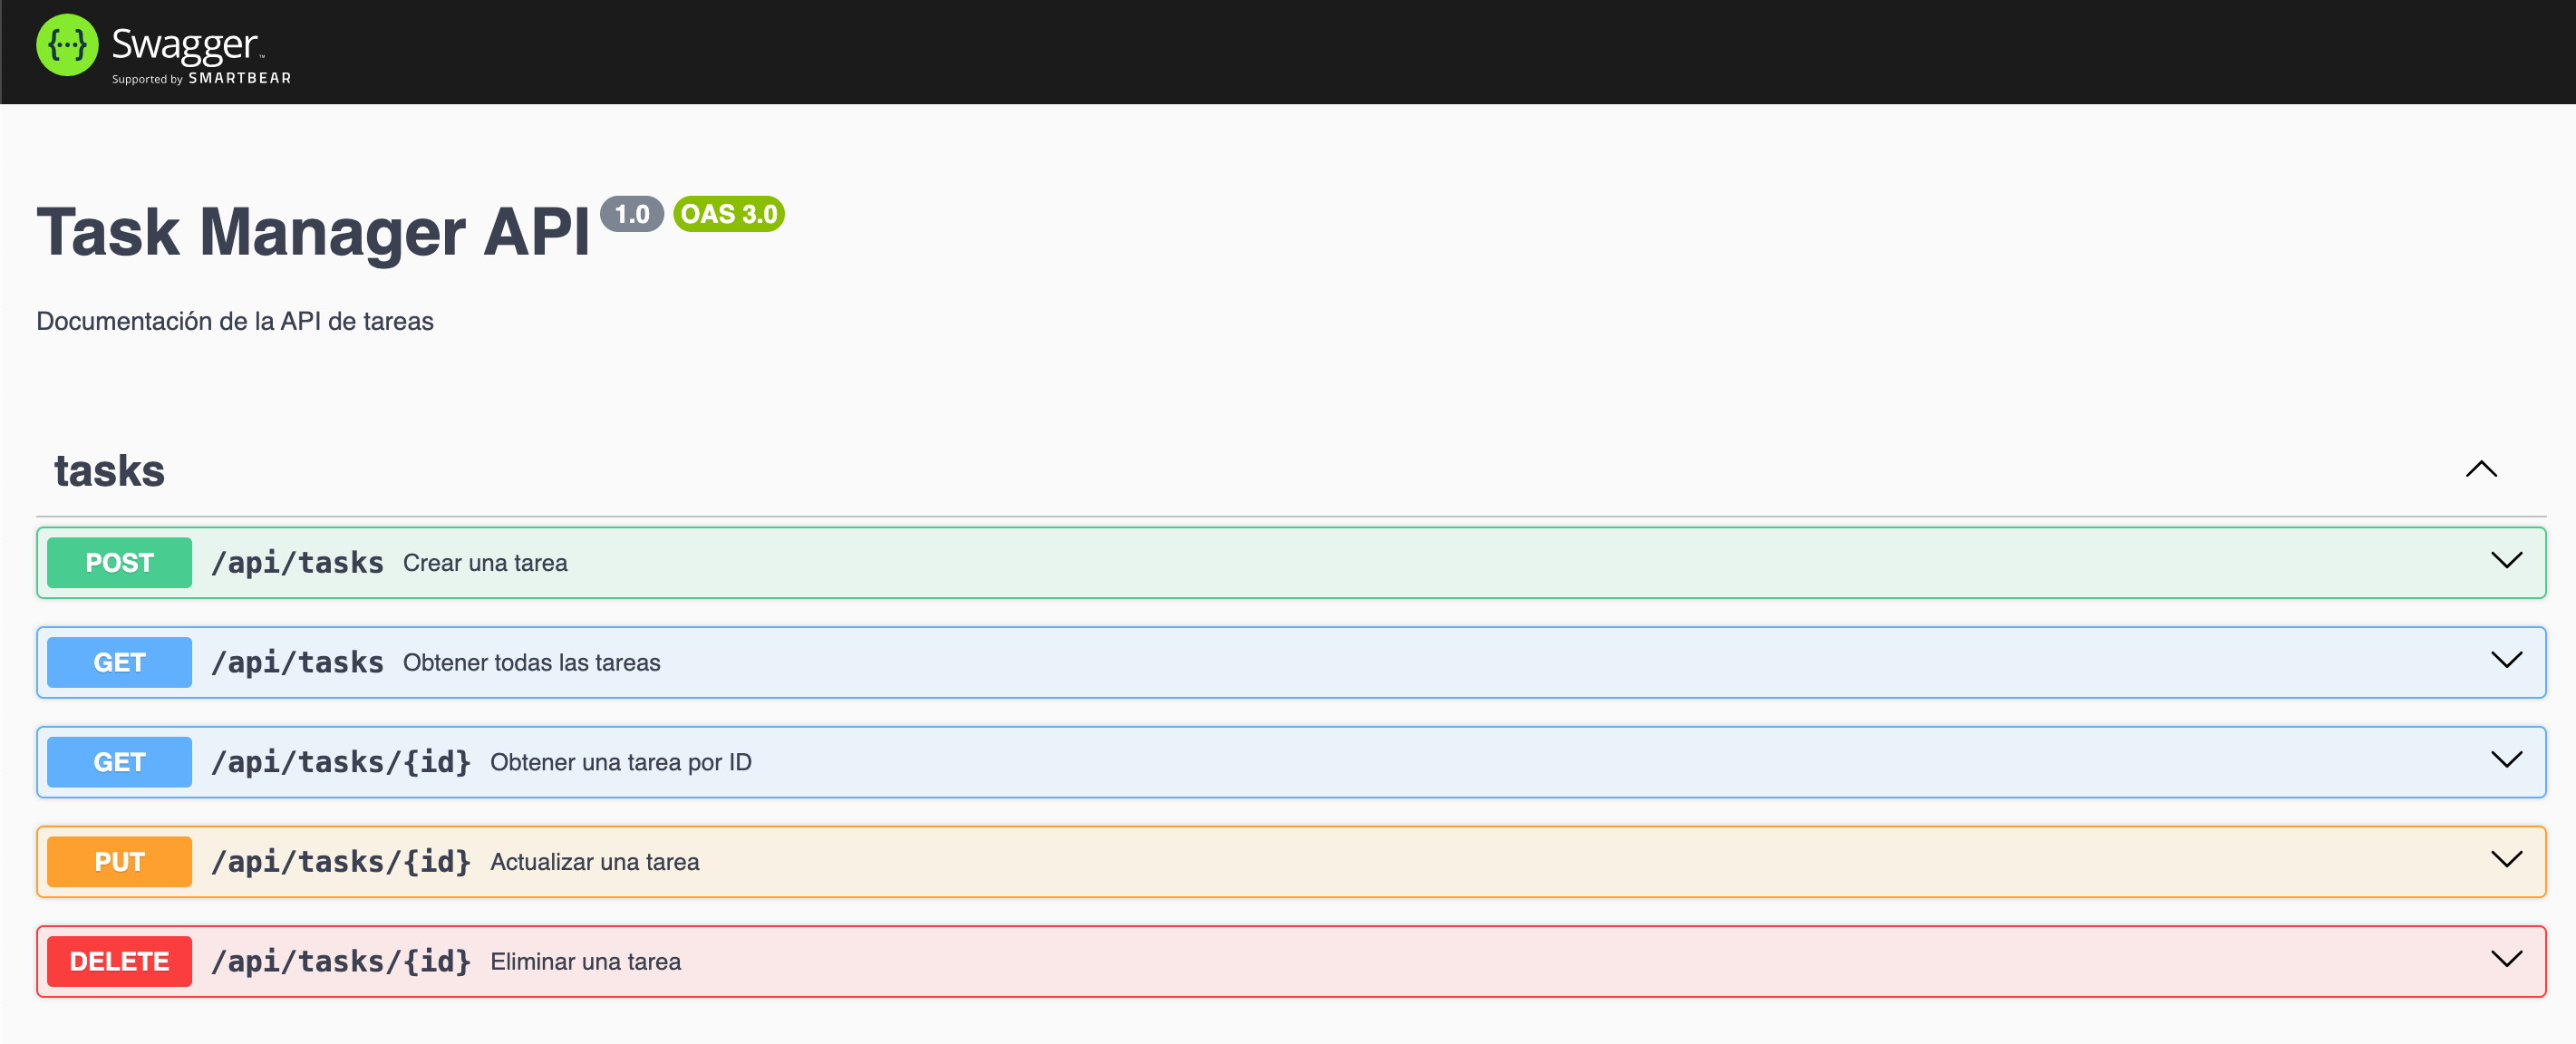 {···} Swagger™
Supported by SMARTBEAR
Task Manager API 1.0 OAS 3.0
Documentación de la API de tareas
tasks
POST /api/tasks Crear una tarea
GET /api/tasks Obtener todas las tareas
GET /api/tasks/{id} Obtener una tarea por ID
PUT /api/tasks/{id} Actualizar una tarea
DELETE /api/tasks/{id} Eliminar una tarea